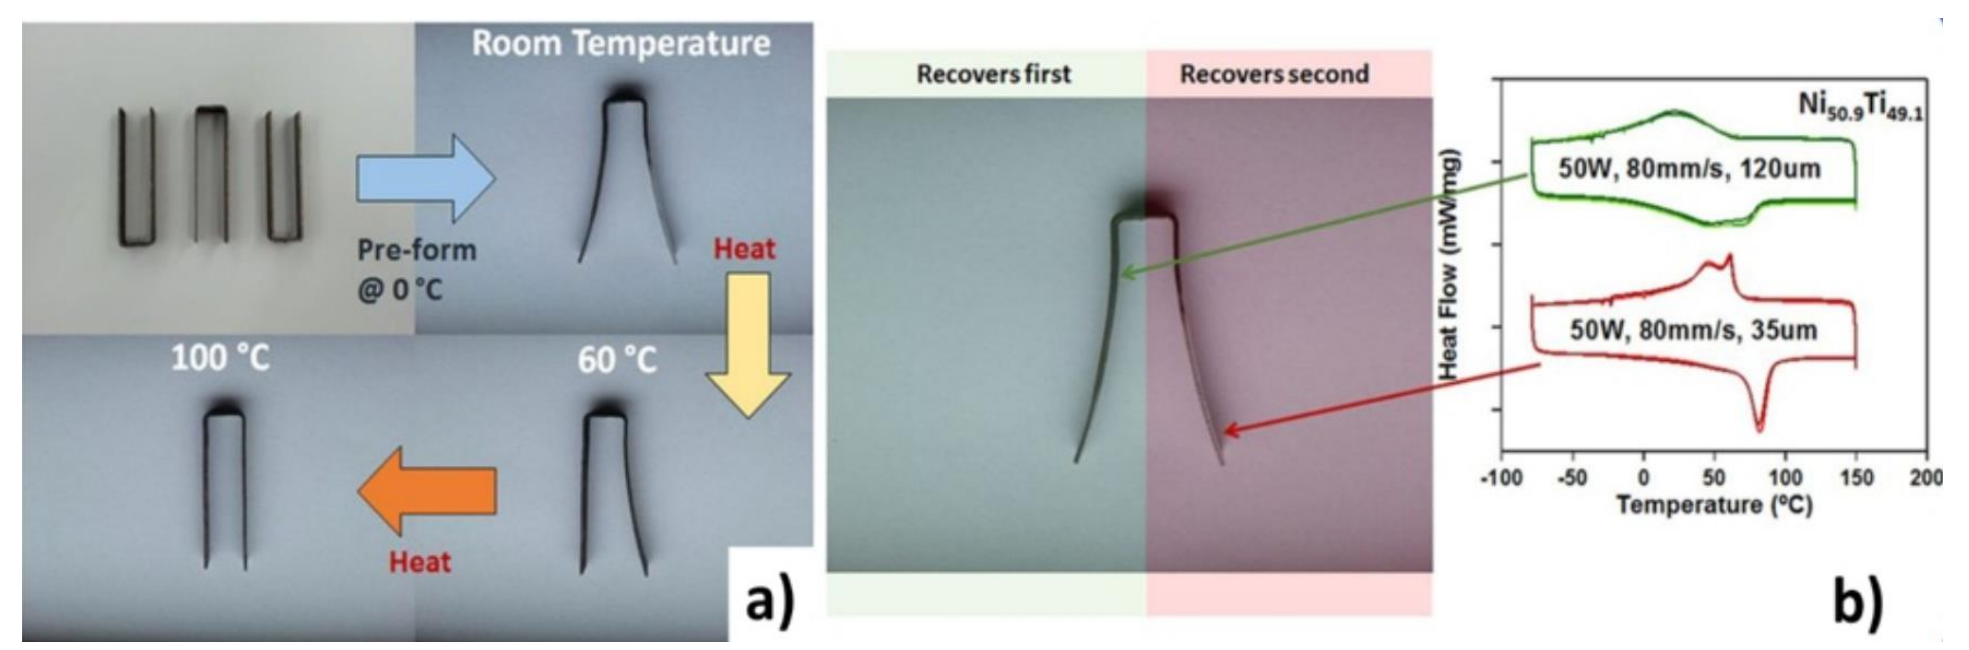 Room Temperature
Pre-form
@ 0 °C
Heat
100 °C
60 °C
Heat
a)
Recovers first
Recovers second
Ni50.9Ti49.1
50W, 80mm/s, 120um
50W, 80mm/s, 35um
Heat Flow (mW/mg)
-100 -50 0 50 100 150 200
Temperature (ºC)
b)